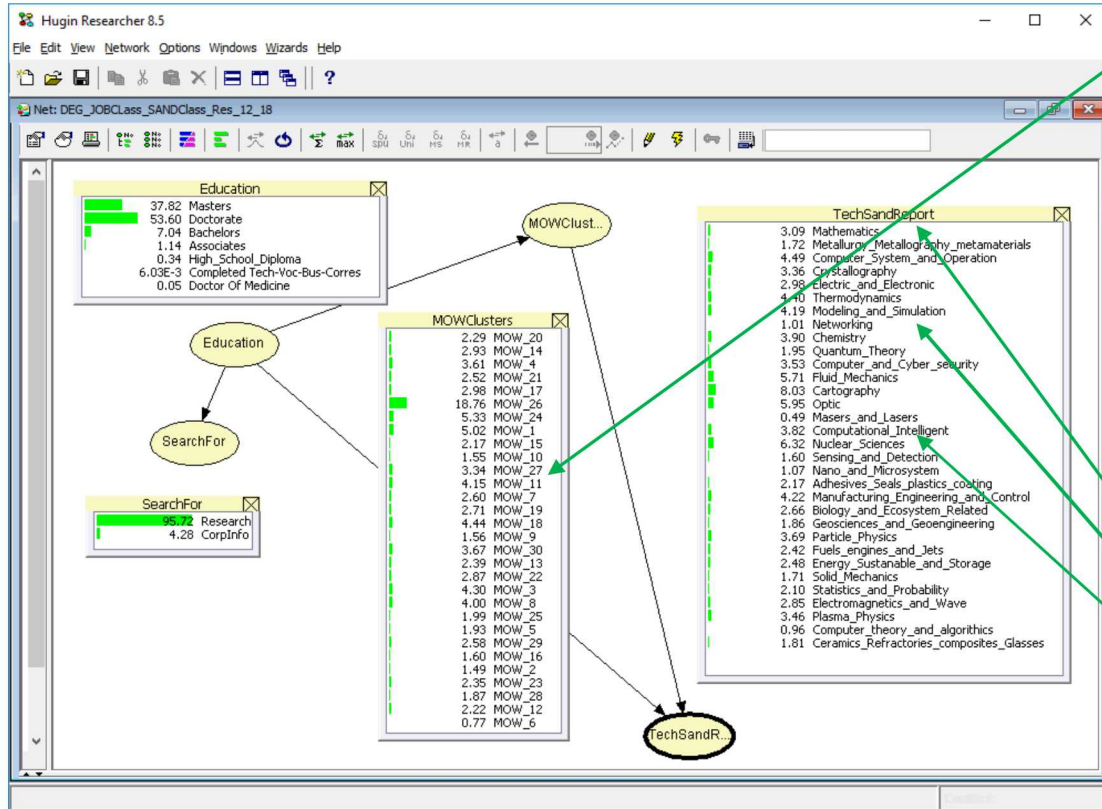 Hugin Researcher 8.5
File Edit View Network Options Windows Wizards Help
Net: DEG_JOBCLass_SANDClass_Res_12_18
Σ max δu spu δu Uni δu MS δu MR a
Education
37.82 Masters
53.60 Doctorate
7.04 Bachelors
1.14 Associates
0.34 High_School_Diploma
6.03E-3 Completed Tech-Voc-Bus-Corres
0.05 Doctor Of Medicine
MOWClust...
Education
SearchFor
SearchFor
95.72 Research
4.28 CorpInfo
MOWClusters
2.29 MOW_20
2.93 MOW_14
3.61 MOW_4
2.52 MOW_21
2.98 MOW_17
18.76 MOW_26
5.33 MOW_24
5.02 MOW_1
2.17 MOW_15
1.55 MOW_10
3.34 MOW_27
4.15 MOW_11
2.60 MOW_7
2.71 MOW_19
4.44 MOW_18
1.56 MOW_9
3.67 MOW_30
2.39 MOW_13
2.87 MOW_22
4.30 MOW_3
4.00 MOW_8
1.99 MOW_25
1.93 MOW_5
2.58 MOW_29
1.60 MOW_16
1.49 MOW_2
2.35 MOW_23
1.87 MOW_28
2.22 MOW_12
0.77 MOW_6
TechSandReport
3.09 Mathematics
1.72 Metallurgy_Metallography_metamaterials
4.49 Computer_System_and_Operation
3.36 Crystallography
2.98 Electric_and_Electronic
4.40 Thermodynamics
4.19 Modeling_and_Simulation
1.01 Networking
3.90 Chemistry
1.95 Quantum_Theory
3.53 Computer_and_Cyber_security
5.71 Fluid_Mechanics
8.03 Cartography
5.95 Optic
0.49 Masers_and_Lasers
3.82 Computational_Intelligent
6.32 Nuclear_Sciences
1.60 Sensing_and_Detection
1.07 Nano_and_Microsystem
2.17 Adhesives_Seals_plastics_coating
4.22 Manufacturing_Engineering_and_Control
2.66 Biology_and_Ecosystem_Related
1.86 Geosciences_and_Geoengineering
3.69 Particle_Physics
2.42 Fuels_engines_and_Jets
2.48 Energy_Sustanable_and_Storage
1.71 Solid_Mechanics
2.10 Statistics_and_Probability
2.85 Electromagnetics_and_Wave
3.46 Plasma_Physics
0.96 Computer_theory_and_algorithics
1.81 Ceramics_Refractories_composites_Glasses
TechSandR...